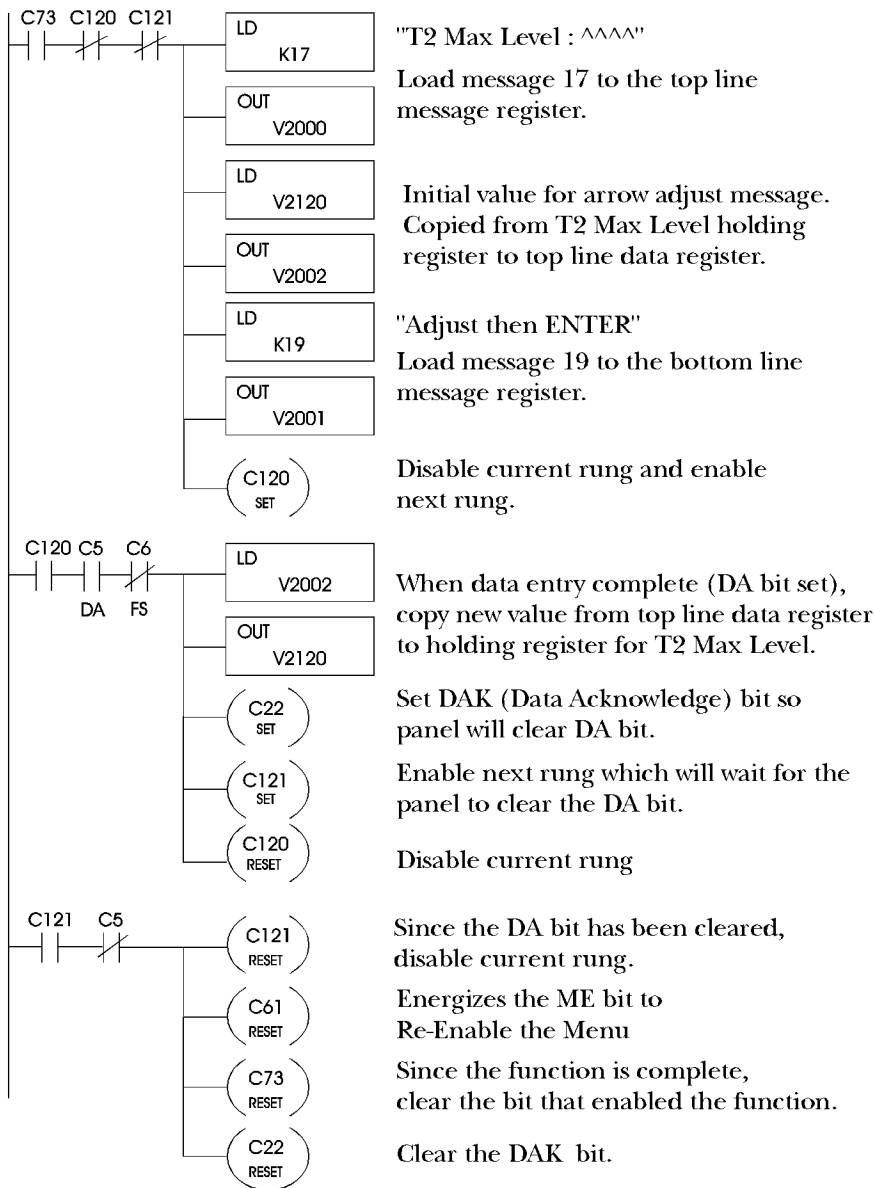 C73 C120 C121
LD
K17
"T2 Max Level : ^^^^"
Load message 17 to the top line
message register.
OUT
V2000
LD
V2120
Initial value for arrow adjust message.
Copied from T2 Max Level holding
register to top line data register.
OUT
V2002
LD
K19
"Adjust then ENTER"
Load message 19 to the bottom line
message register.
OUT
V2001
C120
SET
Disable current rung and enable
next rung.
C120 C5 C6
DA FS
LD
V2002
When data entry complete (DA bit set),
copy new value from top line data register
to holding register for T2 Max Level.
OUT
V2120
C22
SET
Set DAK (Data Acknowledge) bit so
panel will clear DA bit.
C121
SET
Enable next rung which will wait for the
panel to clear the DA bit.
C120
RESET
Disable current rung
C121 C5
C121
RESET
Since the DA bit has been cleared,
disable current rung.
C61
RESET
Energizes the ME bit to
Re-Enable the Menu
C73
RESET
Since the function is complete,
clear the bit that enabled the function.
C22
RESET
Clear the DAK bit.